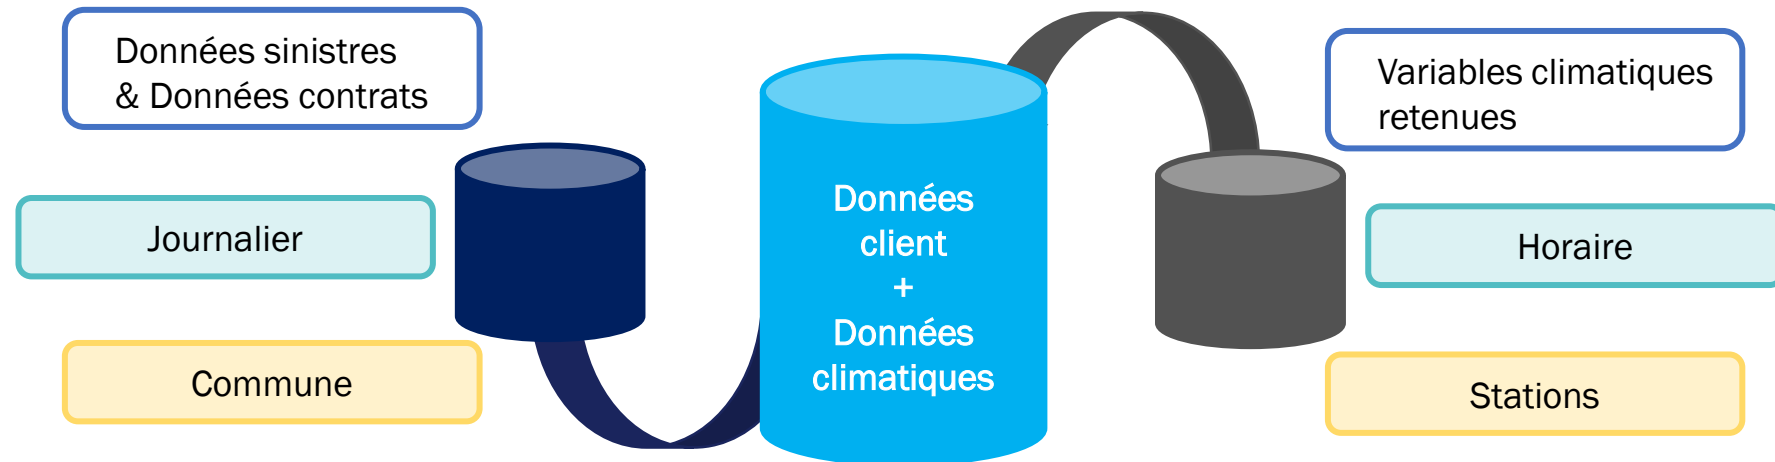 Données sinistres
& Données contrats
Journalier
Commune
Données
client
+
Données
climatiques
Variables climatiques
retenues
Horaire
Stations